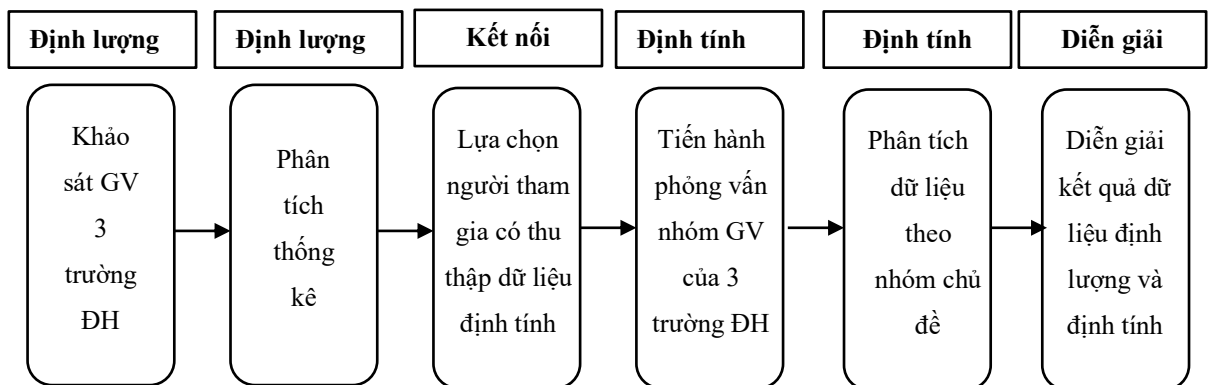 Định lượng
Định lượng
Kết nối
Định tính
Định tính
Diễn giải
Khảo
sát GV
3
trường
ĐH
Phân
tích
thống
kê
Lựa chọn
người tham
gia có thu
thập dữ liệu
định tính
Tiến hành
phỏng vấn
nhóm GV
của 3
trường ĐH
Phân tích
dữ liệu
theo
nhóm chủ
đề
Diễn giải
kết quả dữ
liệu định
lượng và
định tính